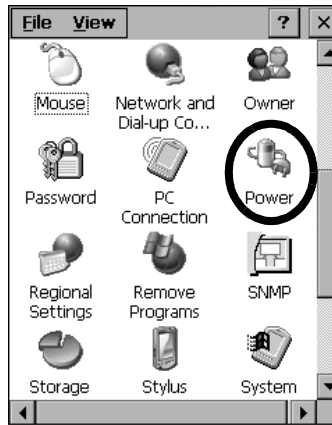 File View ? ×
Mouse Network and Dial-up Co... Owner
Password PC Connection Power
Regional Settings Remove Programs SNMP
Storage Stylus System